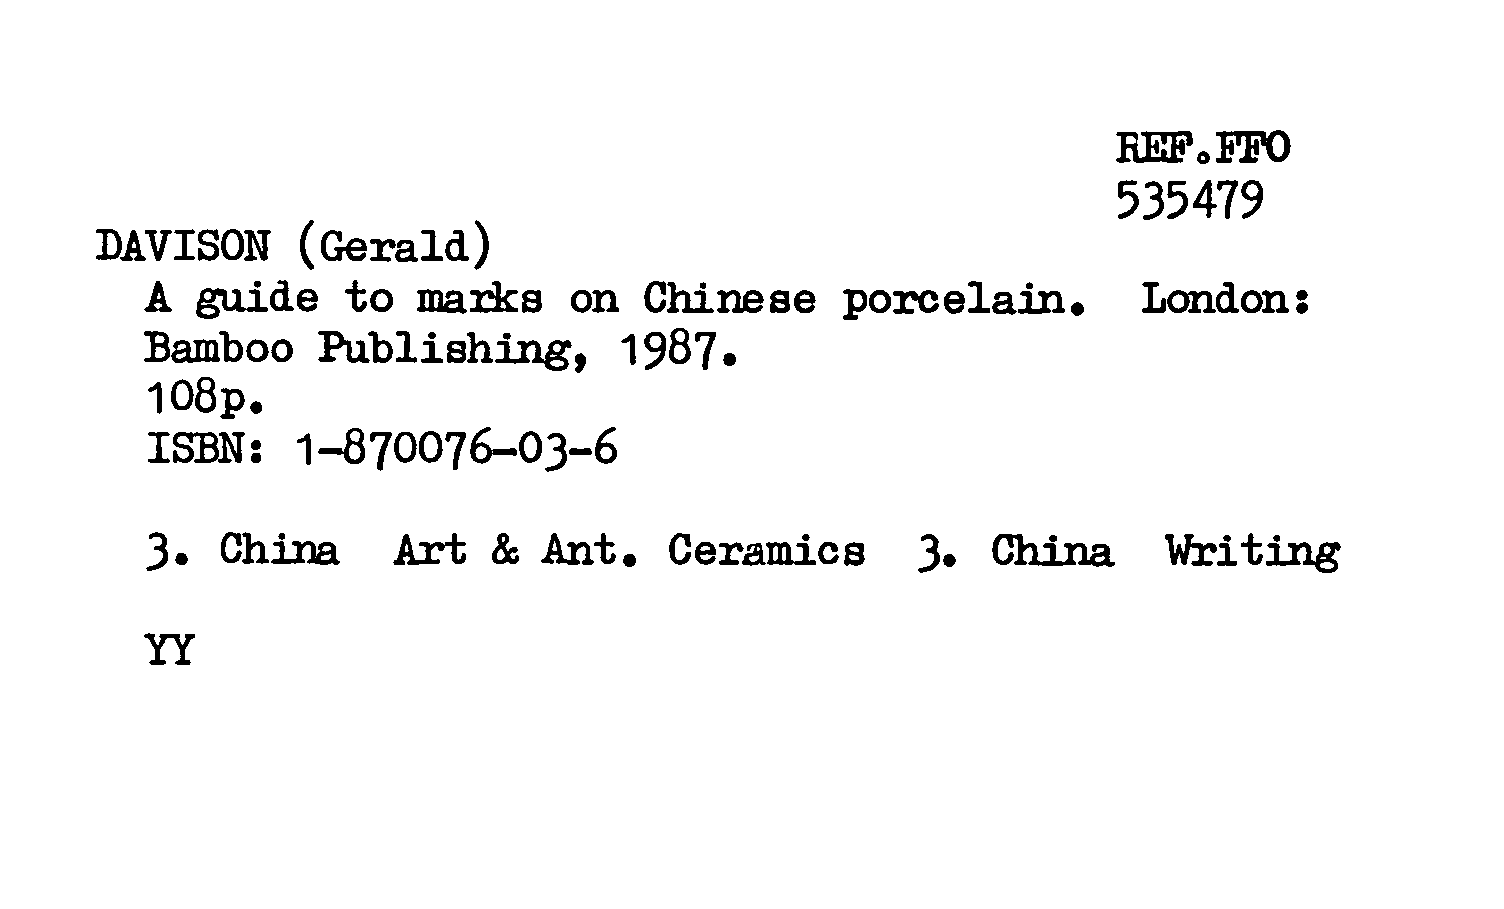 REF.FFO
535479
DAVISON (Gerald)
A guide to marks on Chinese porcelain. London:
Bamboo Publishing, 1987.
108p.
ISBN: 1-870076-03-6
3. China Art & Ant. Ceramics 3. China Writing
YY